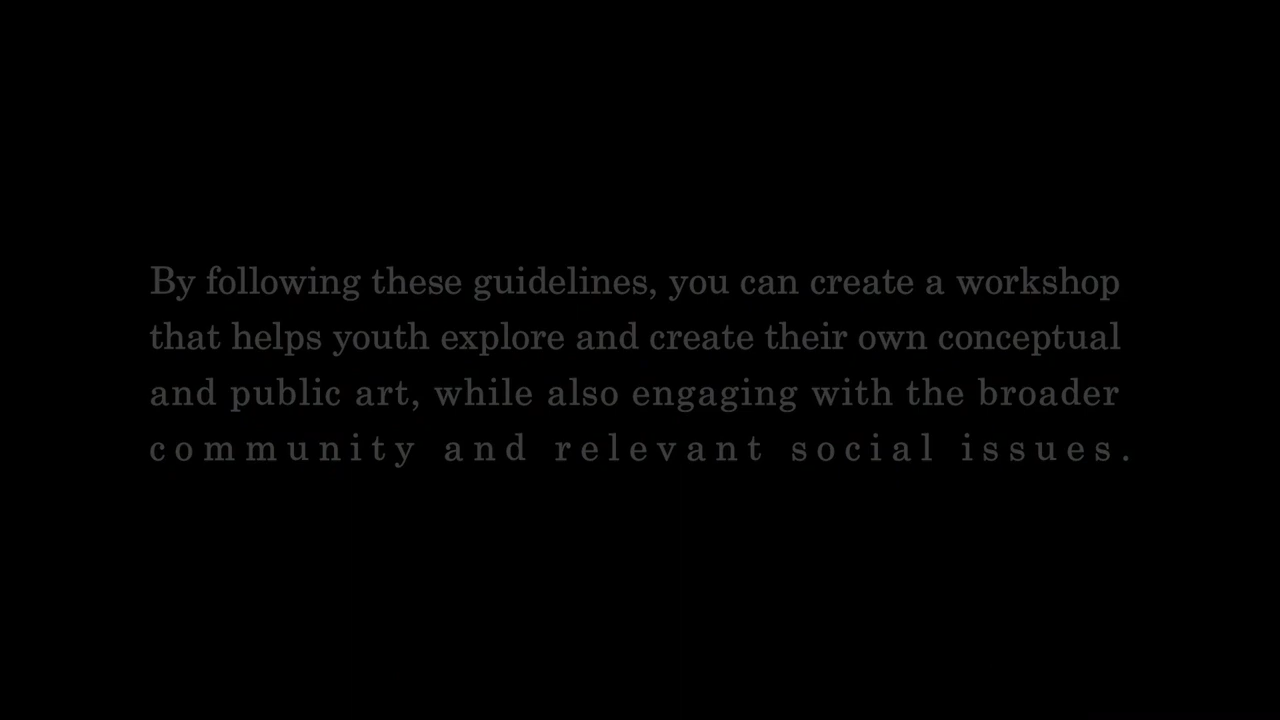 By following these guidelines, you can create a workshop
that helps youth explore and create their own conceptual
and public art, while also engaging with the broader
community and relevant social issues.